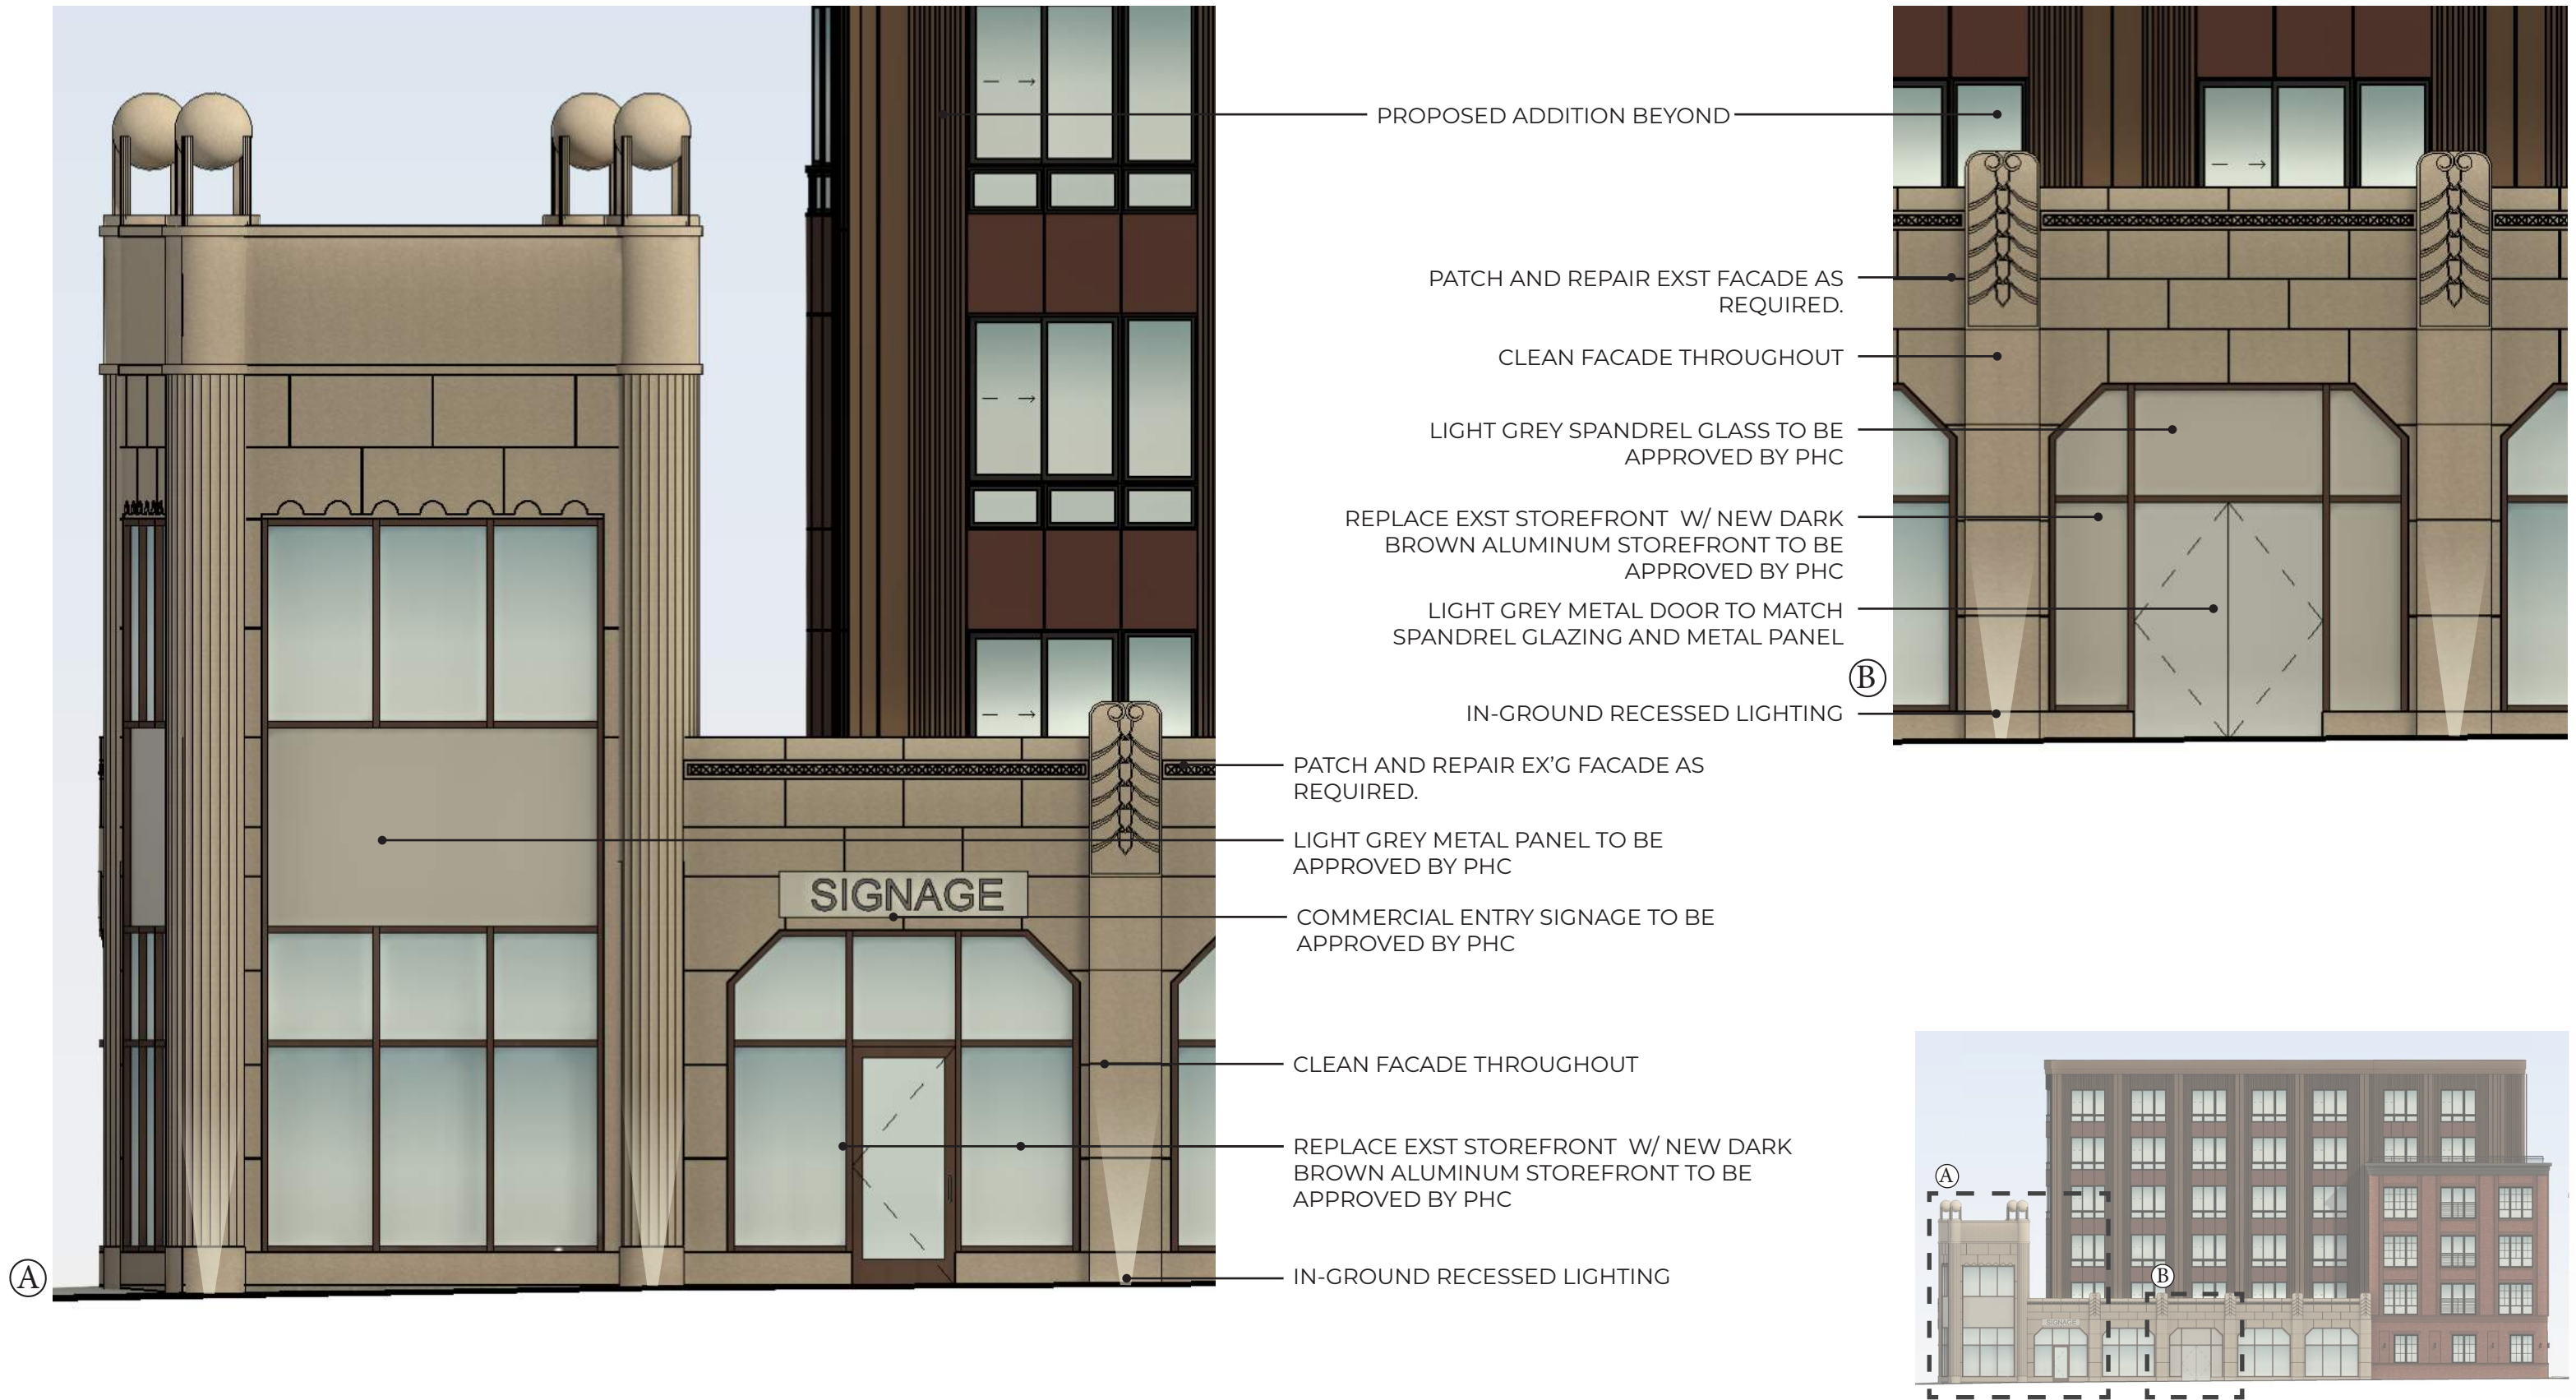 PROPOSED ADDITION BEYOND
PATCH AND REPAIR EXST FACADE AS
REQUIRED.
CLEAN FACADE THROUGHOUT
LIGHT GREY SPANDREL GLASS TO BE
APPROVED BY PHC
REPLACE EXST STOREFRONT W/ NEW DARK
BROWN ALUMINUM STOREFRONT TO BE
APPROVED BY PHC
LIGHT GREY METAL DOOR TO MATCH
SPANDREL GLAZING AND METAL PANEL
B
IN-GROUND RECESSED LIGHTING
PATCH AND REPAIR EX’G FACADE AS
REQUIRED.
LIGHT GREY METAL PANEL TO BE
APPROVED BY PHC
SIGNAGE
COMMERCIAL ENTRY SIGNAGE TO BE
APPROVED BY PHC
CLEAN FACADE THROUGHOUT
REPLACE EXST STOREFRONT W/ NEW DARK
BROWN ALUMINUM STOREFRONT TO BE
APPROVED BY PHC
IN-GROUND RECESSED LIGHTING
A
A
B
SIGNAGE